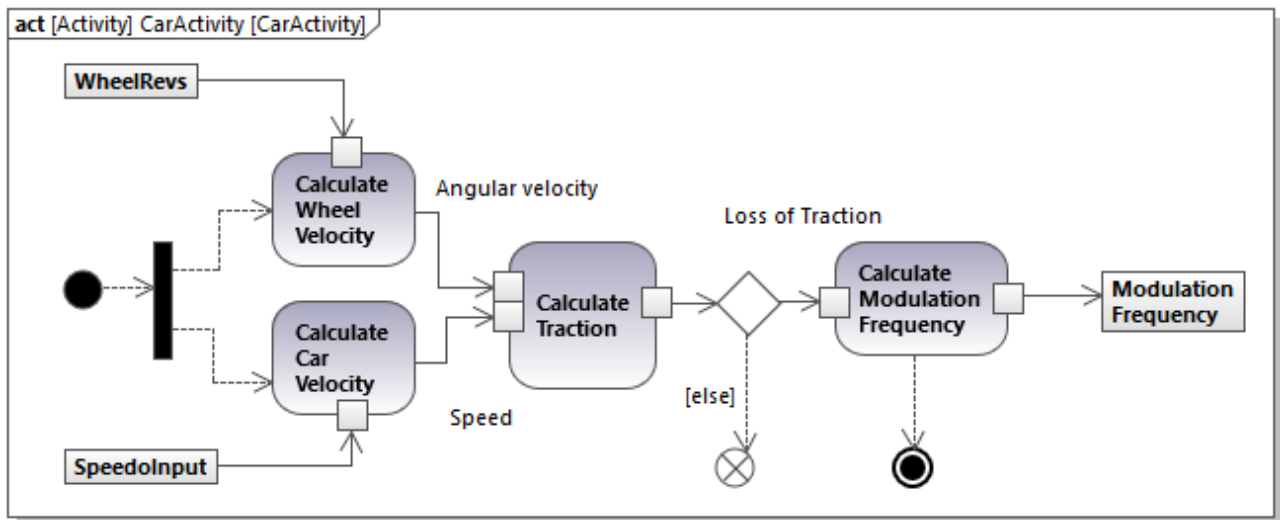 act [Activity] CarActivity [CarActivity]
WheelRevs
Calculate
Wheel
Velocity
Angular velocity
Loss of Traction
Calculate
Traction
Calculate
Modulation
Frequency
Modulation
Frequency
Calculate
Car
Velocity
[else]
Speed
SpeedoInput